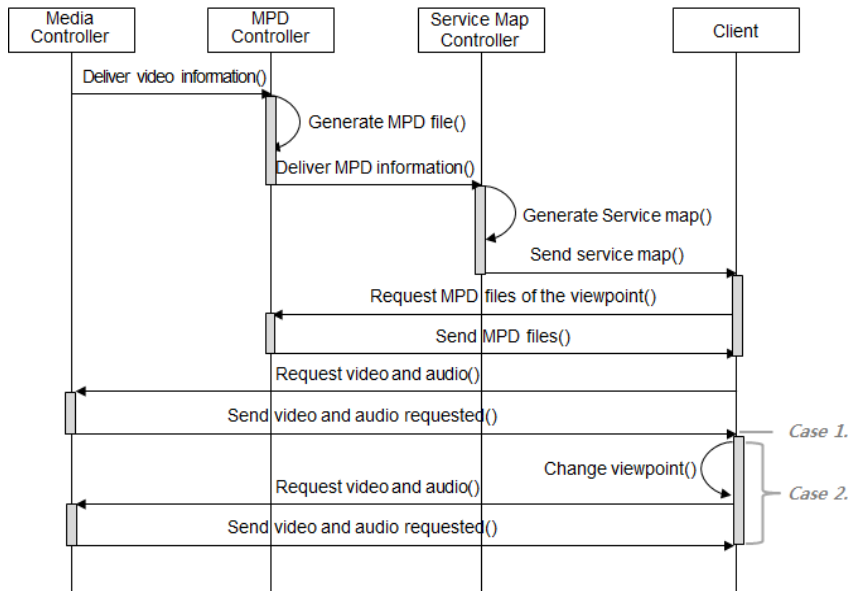 Media
Controller
MPD
Controller
Service Map
Controller
Client
Deliver video information()
Generate MPD file()
Deliver MPD information()
Generate Service map()
Send service map()
Request MPD files of the viewpoint()
Send MPD files()
Request video and audio()
Send video and audio requested()
Case 1.
Change viewpoint()
Request video and audio()
Case 2.
Send video and audio requested()